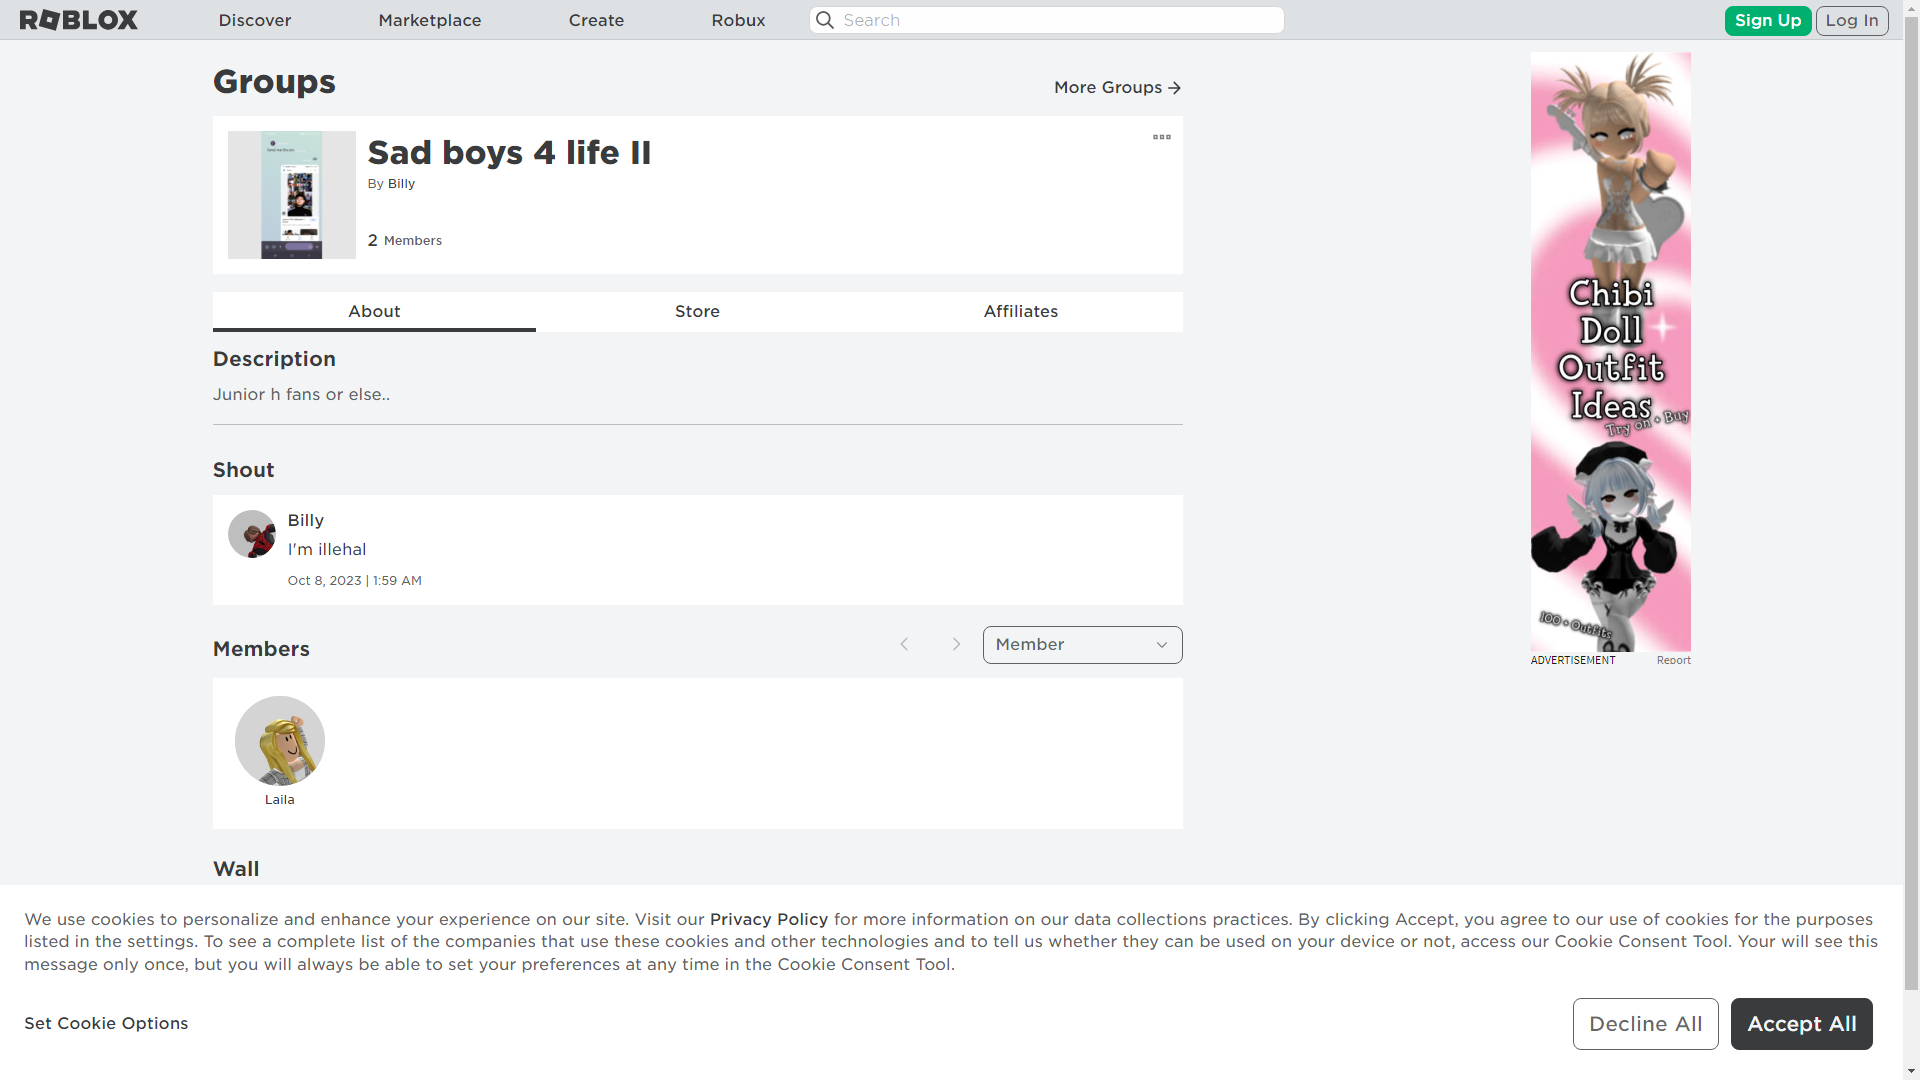 ROBLOX
Discover
Marketplace
Create
Robux
Search
Sign Up
Log In
Groups
More Groups
Sad boys 4 life II
By Billy
2 Members
About
Store
Affiliates
Description
Junior h fans or else..
Shout
Billy
I'm illehal
Oct 8, 2023 | 1:59 AM
Members
Member
Laila
Wall
Chibi
Doll
Outfit
Ideas
Try on + Buy
100 + Outfits
ADVERTISEMENT
Report
We use cookies to personalize and enhance your experience on our site. Visit our Privacy Policy for more information on our data collections practices. By clicking Accept, you agree to our use of cookies for the purposes
listed in the settings. To see a complete list of the companies that use these cookies and other technologies and to tell us whether they can be used on your device or not, access our Cookie Consent Tool. Your will see this
message only once, but you will always be able to set your preferences at any time in the Cookie Consent Tool.
Set Cookie Options
Decline All
Accept All